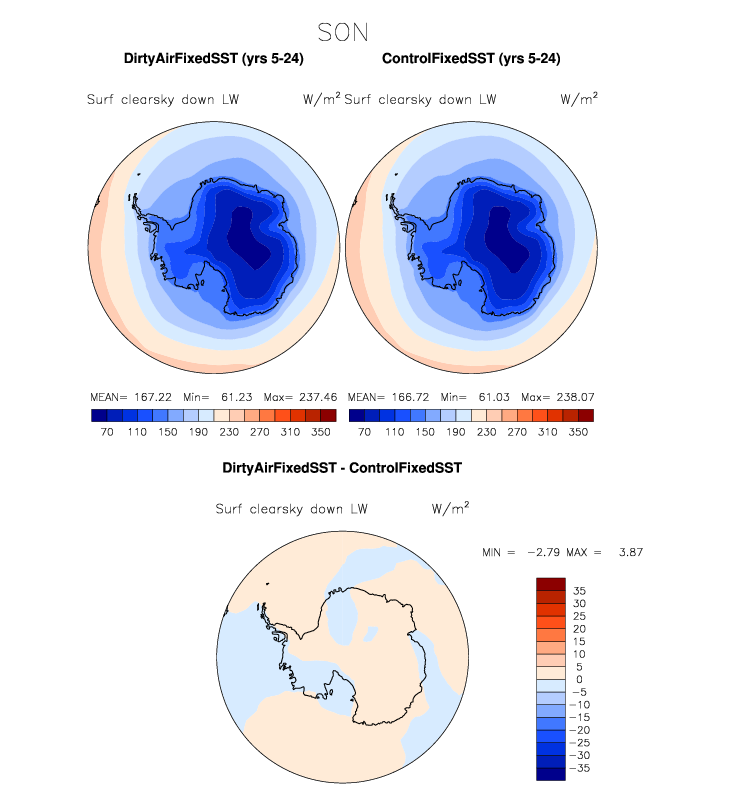 SON
DirtyAirFixedSST (yrs 5-24) ControlFixedSST (yrs 5-24)
Surf clearsky down LW W/m² Surf clearsky down LW W/m²
MEAN= 167.22 Min= 61.23 Max= 237.46 MEAN= 166.72 Min= 61.03 Max= 238.07
70 110 150 190 230 270 310 350 70 110 150 190 230 270 310 350
DirtyAirFixedSST - ControlFixedSST
Surf clearsky down LW W/m²
MIN = -2.79 MAX = 3.87
35
30
25
20
15
10
5
0
-5
-10
-15
-20
-25
-30
-35